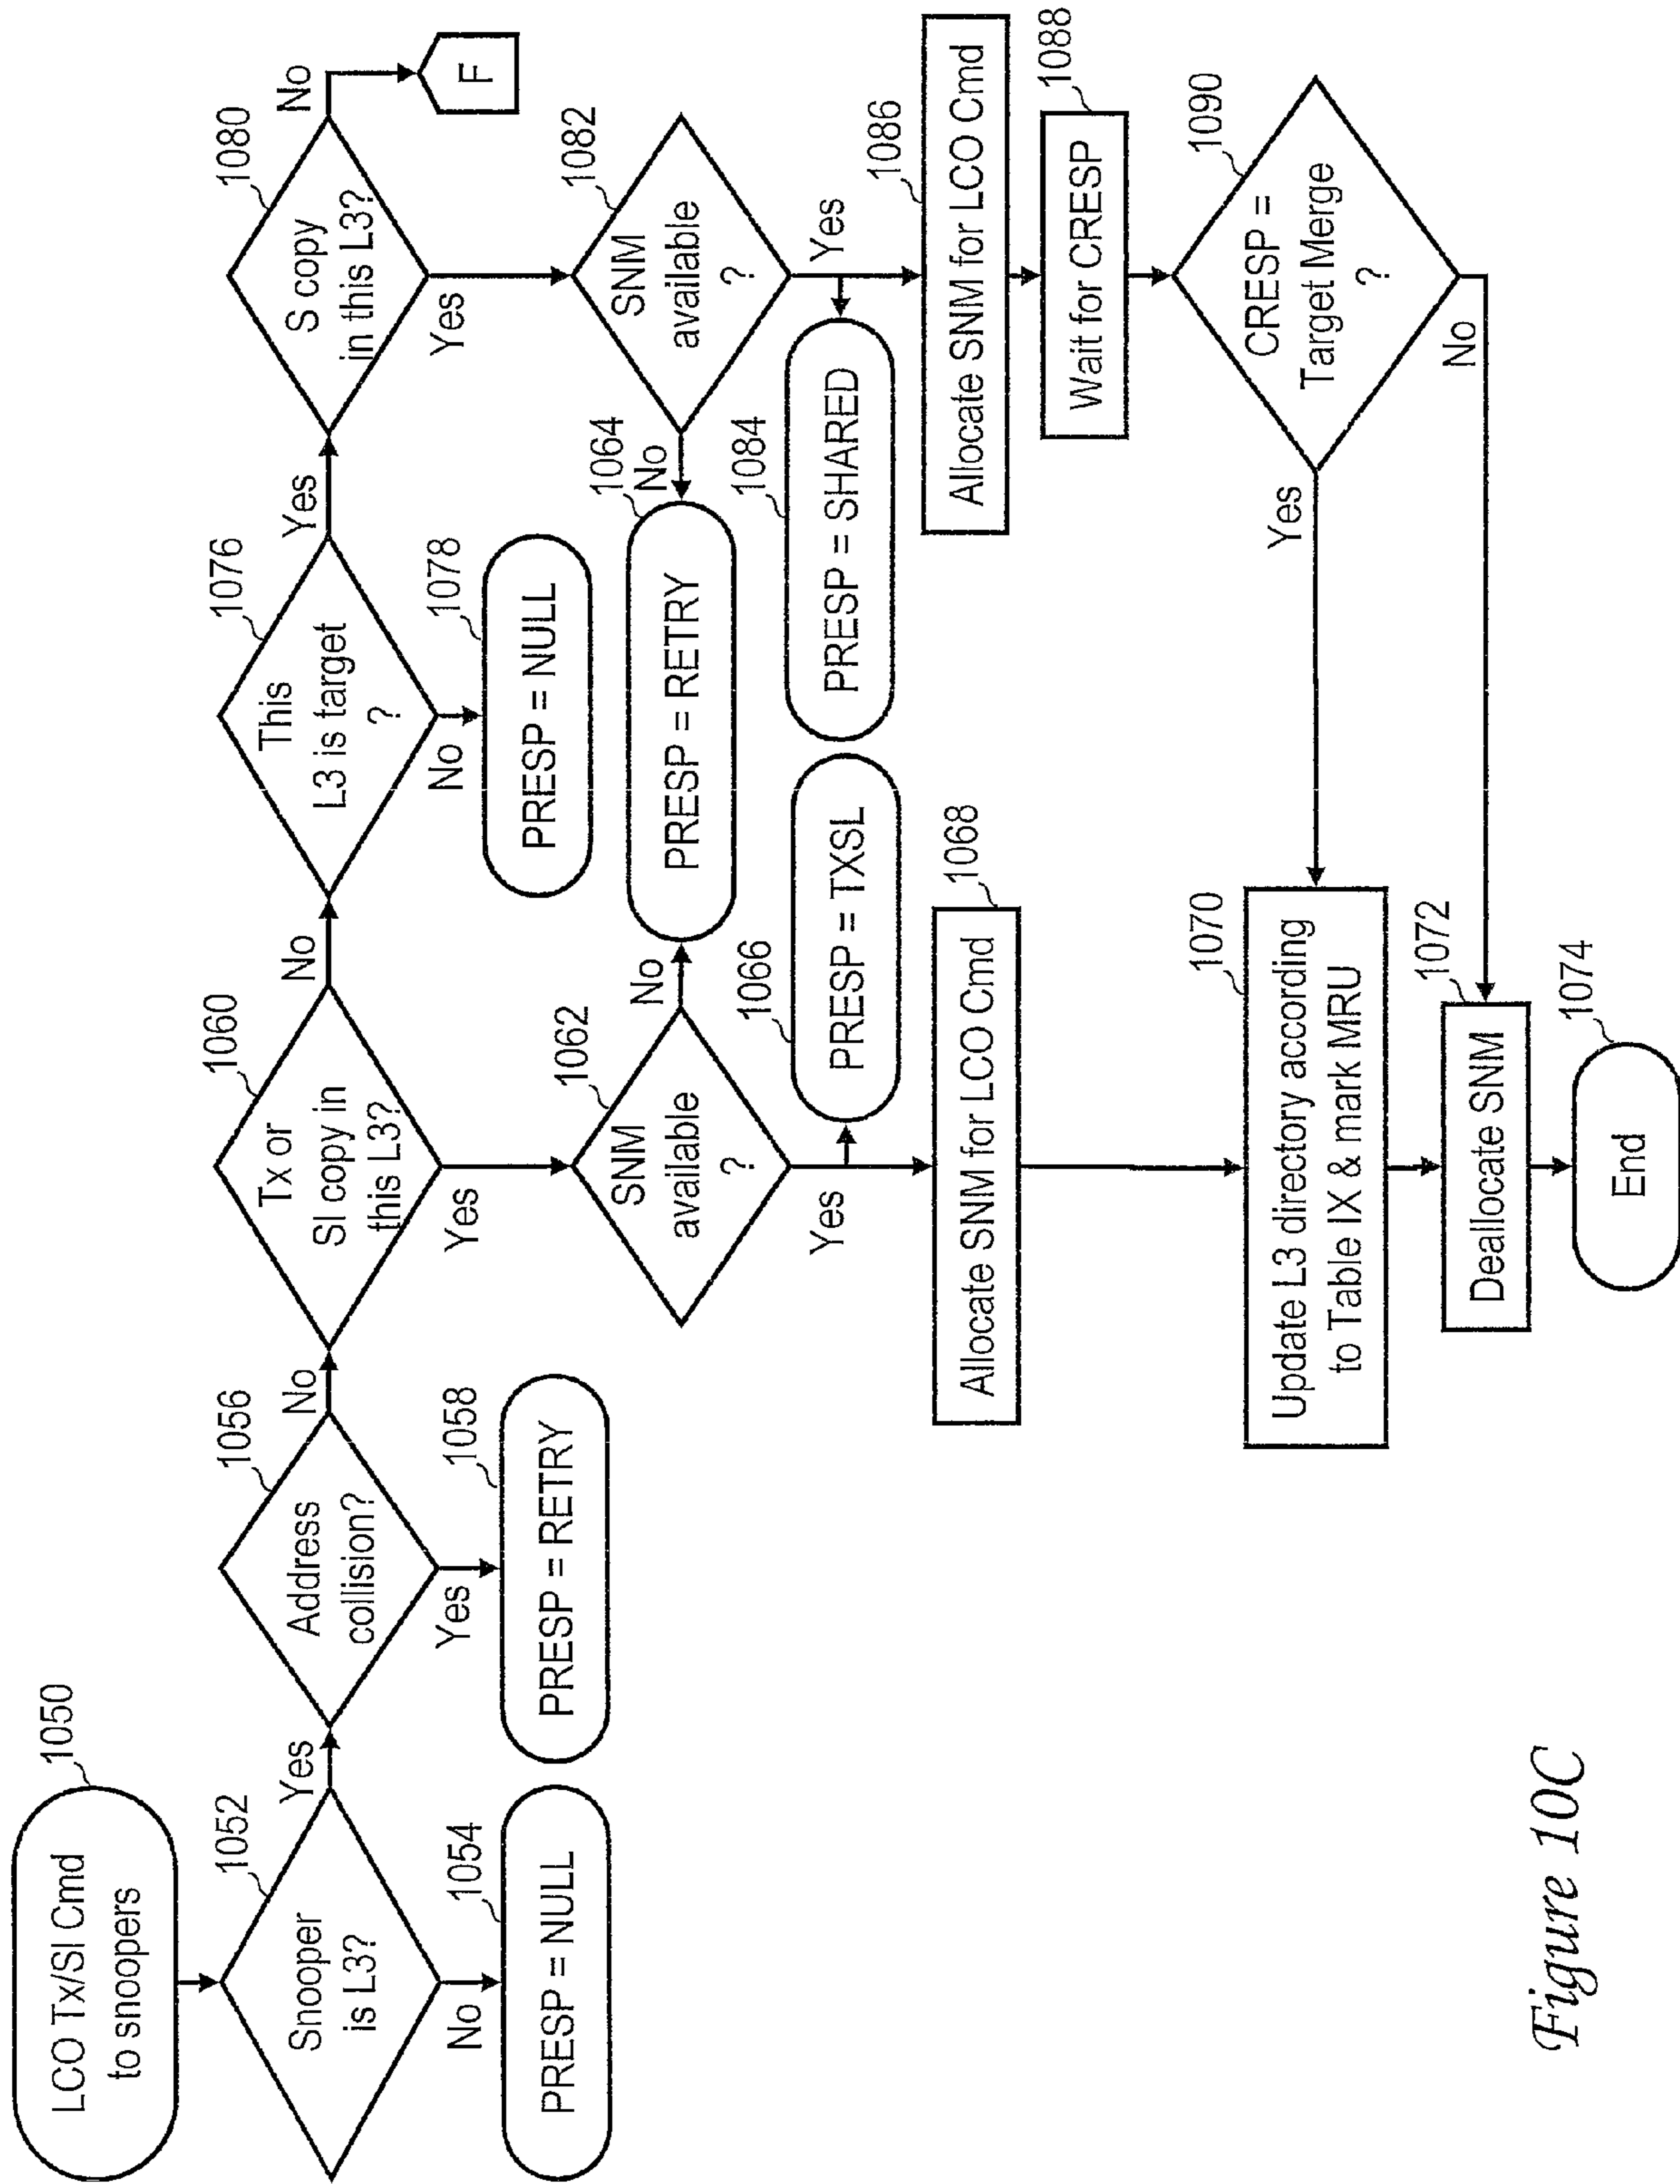 LCO Tx/SI Cmd
to snoopers
1050
Snooper
is L3?
1052
Yes
No
PRESP = NULL
1054
Address
collision?
1056
No
Yes
PRESP = RETRY
1058
Tx or
SI copy in
this L3?
1060
No
Yes
SNM
available
?
1062
No
Yes
PRESP = RETRY
1064
PRESP = TXSL
1066
Allocate SNM for LCO Cmd
1068
Update L3 directory according
to Table IX & mark MRU
1070
Deallocate SNM
1072
End
1074
This
L3 is target
?
1076
Yes
No
PRESP = NULL
1078
S copy
in this L3?
1080
No
F
Yes
SNM
available
?
1082
No
Yes
PRESP = SHARED
1084
Allocate SNM for LCO Cmd
1086
Wait for CRESP
1088
CRESP =
Target Merge
?
1090
Yes
No
Figure 10C